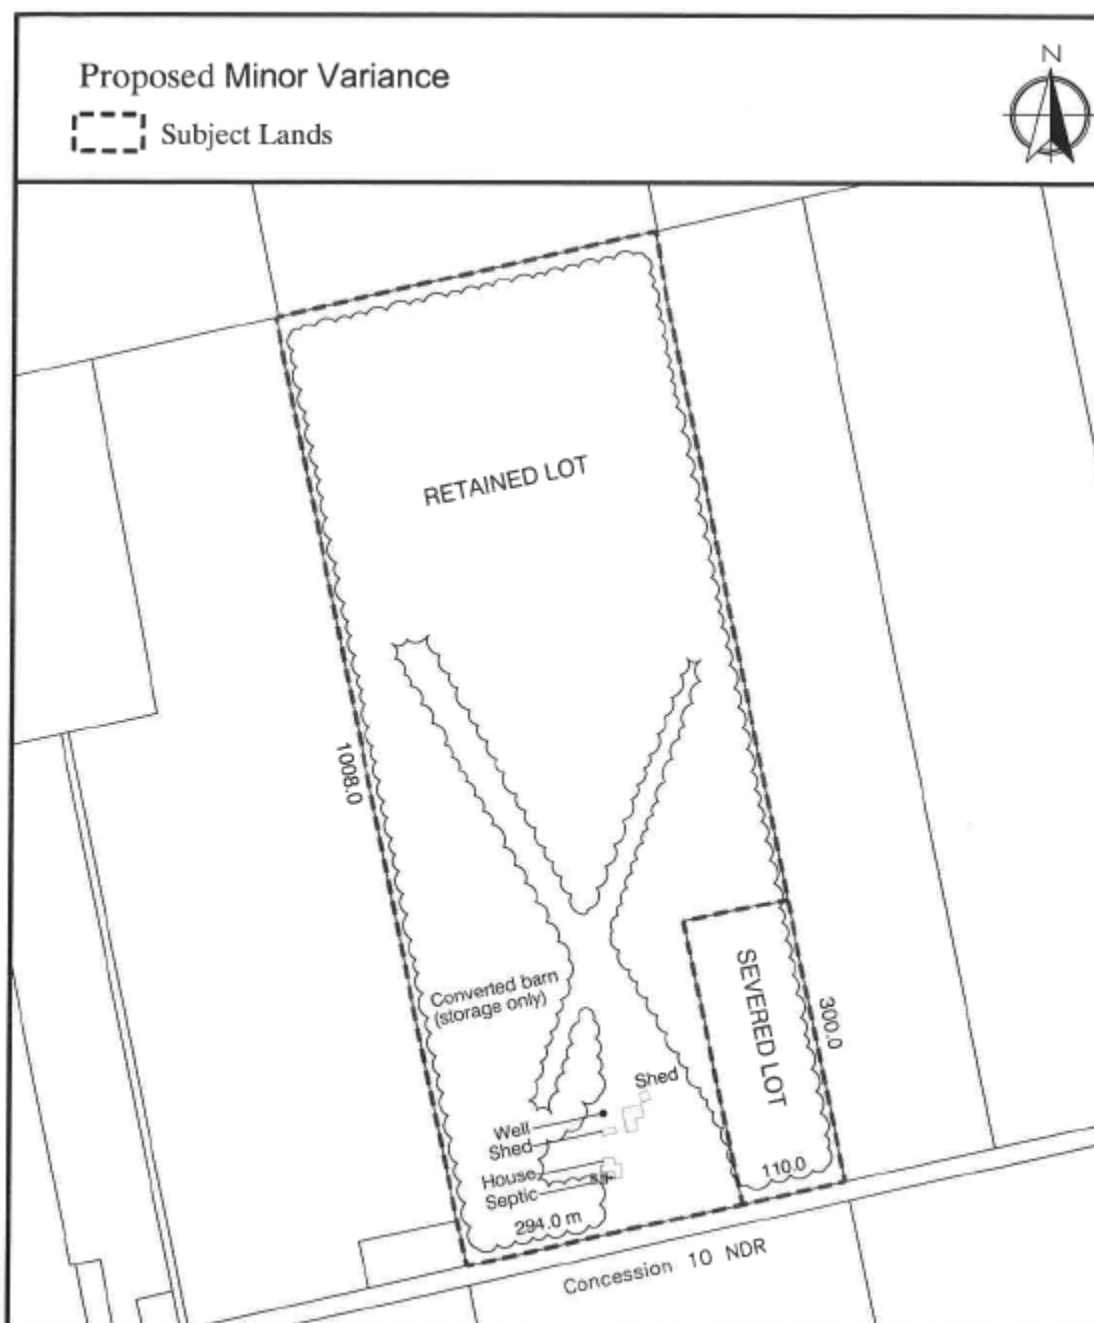 N
Proposed Minor Variance
Subject Lands
RETAINED LOT
1008.0
Converted barn
(storage only)
SEVERED LOT
300.0
Shed
Well
Shed
House
Septic
110.0
294.0 m
Concession 10 NDR